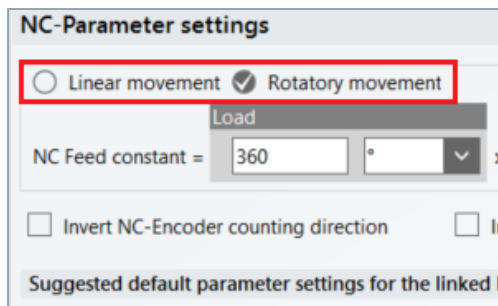 NC-Parameter settings
Linear movement Rotatory movement
Load
NC Feed constant = 360 °
Invert NC-Encoder counting direction
Suggested default parameter settings for the linked